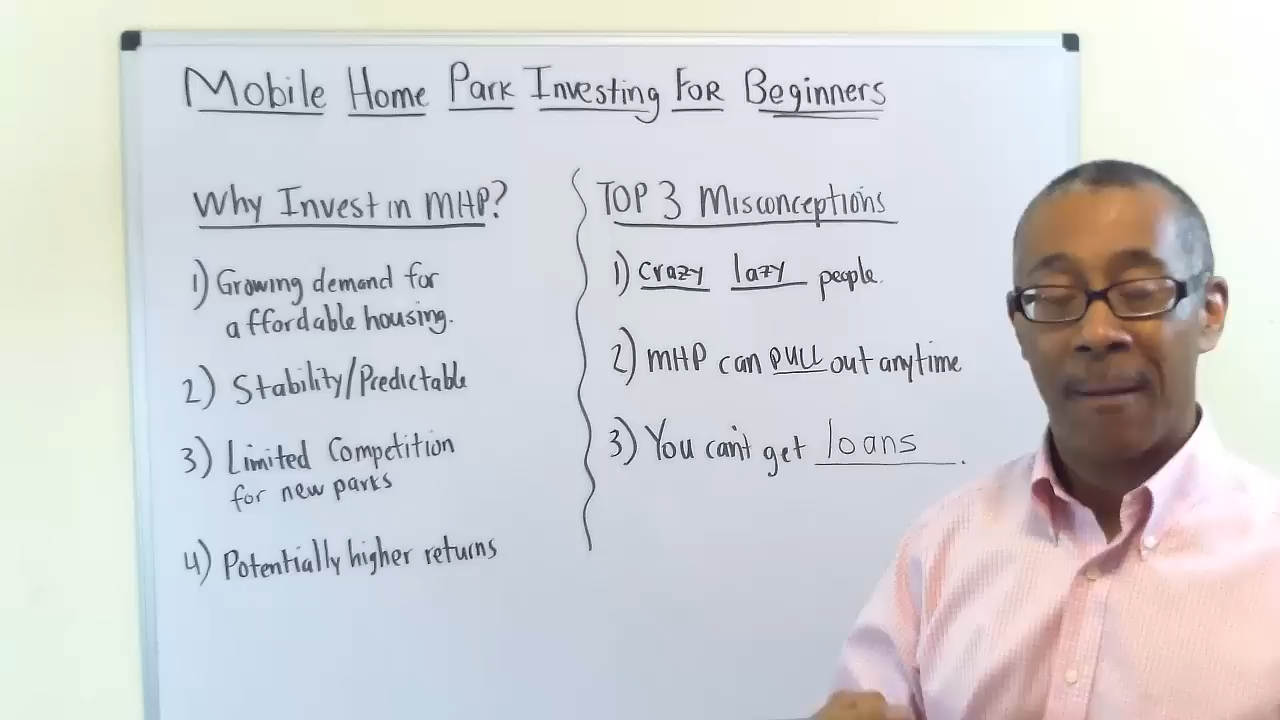 Mobile Home Park Investing FOR Beginners
Why Invest in MHP?
1) Growing demand for
affordable housing.
2) Stability/Predictable
3) Limited Competition
for new parks
4) Potentially higher returns
TOP 3 Misconceptions
1) crazy lazy people.
2) MHP can PULL out anytime
3) You can't get loans.